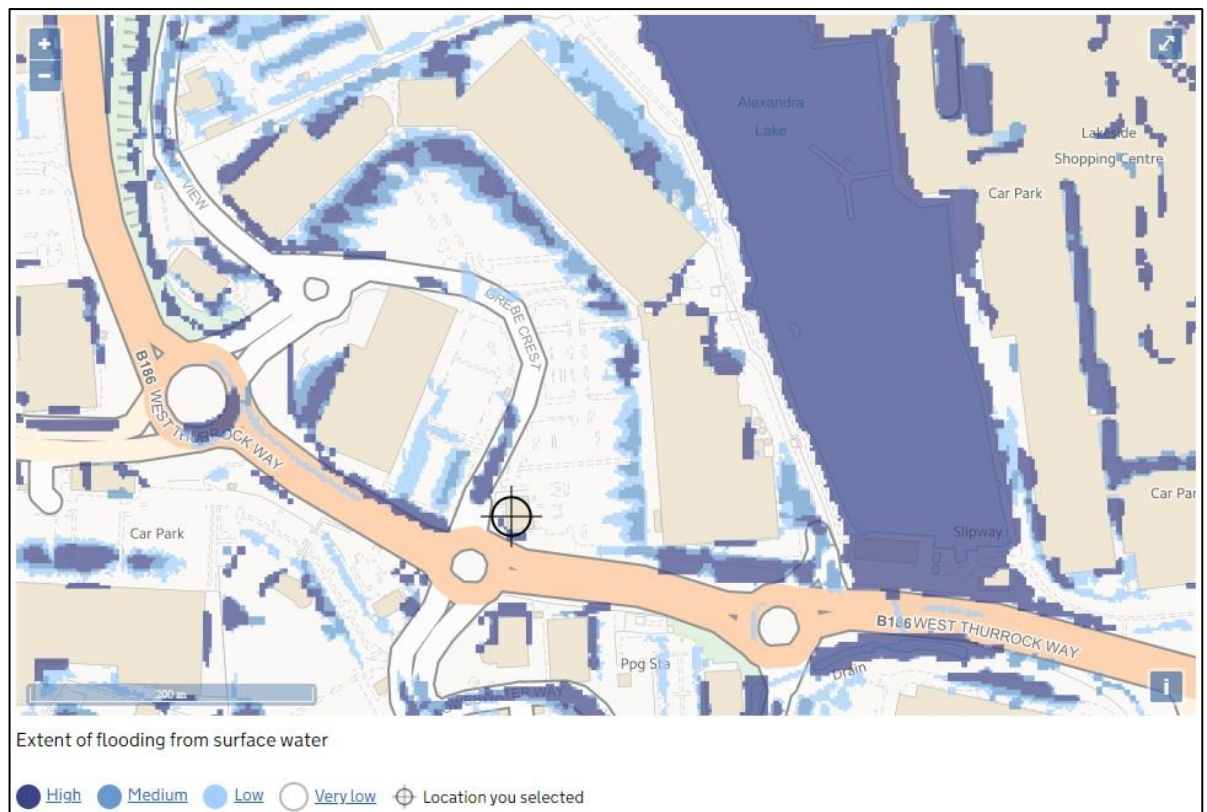 +
−
Alexandra
Lake
Lakeside
Shopping Centre
Car Park
VIEW
GREBE CREST
B186 WEST THURROCK WAY
Car Park
Car Par
Slipway
B186 WEST THURROCK WAY
Ppg Sta
Drain
200 m
i
Extent of flooding from surface water
High Medium Low Very low Location you selected